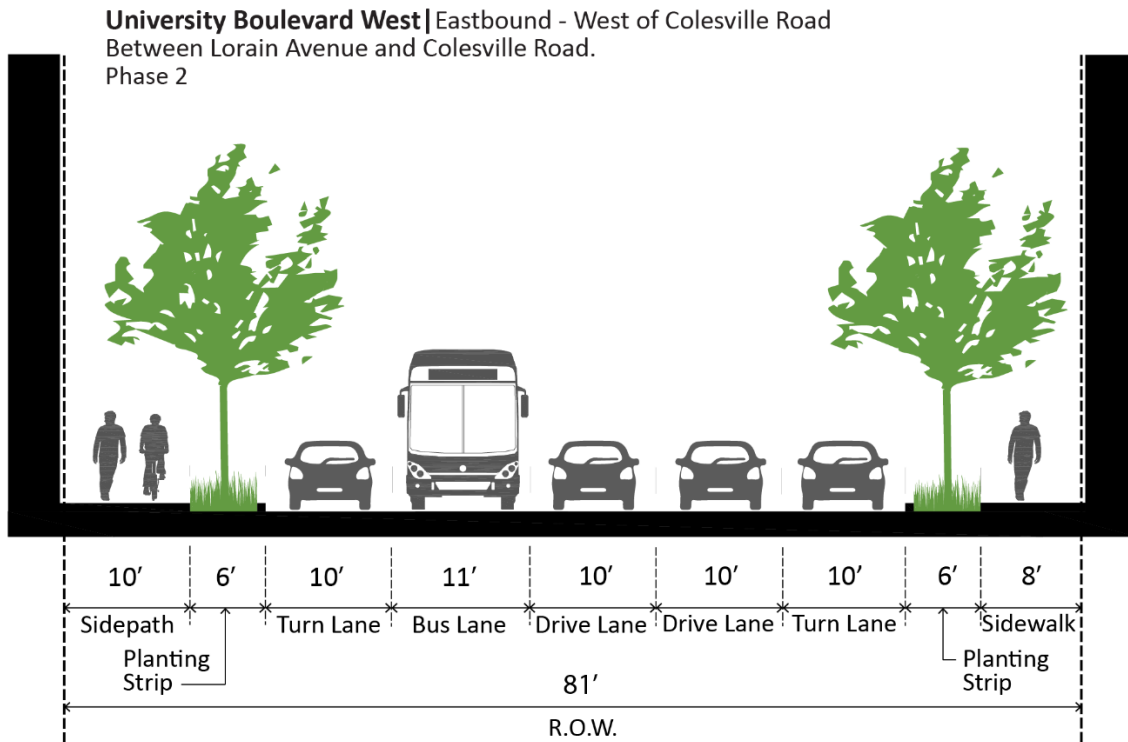 University Boulevard West|Eastbound - West of Colesville Road
Between Lorain Avenue and Colesville Road.
Phase 2
10′ 6′ 10′ 11′ 10′ 10′ 10′ 6′ 8′
Sidepath Turn Lane Bus Lane Drive Lane Drive Lane Turn Lane Sidewalk
Planting Planting
Strip Strip
81′
R.O.W.